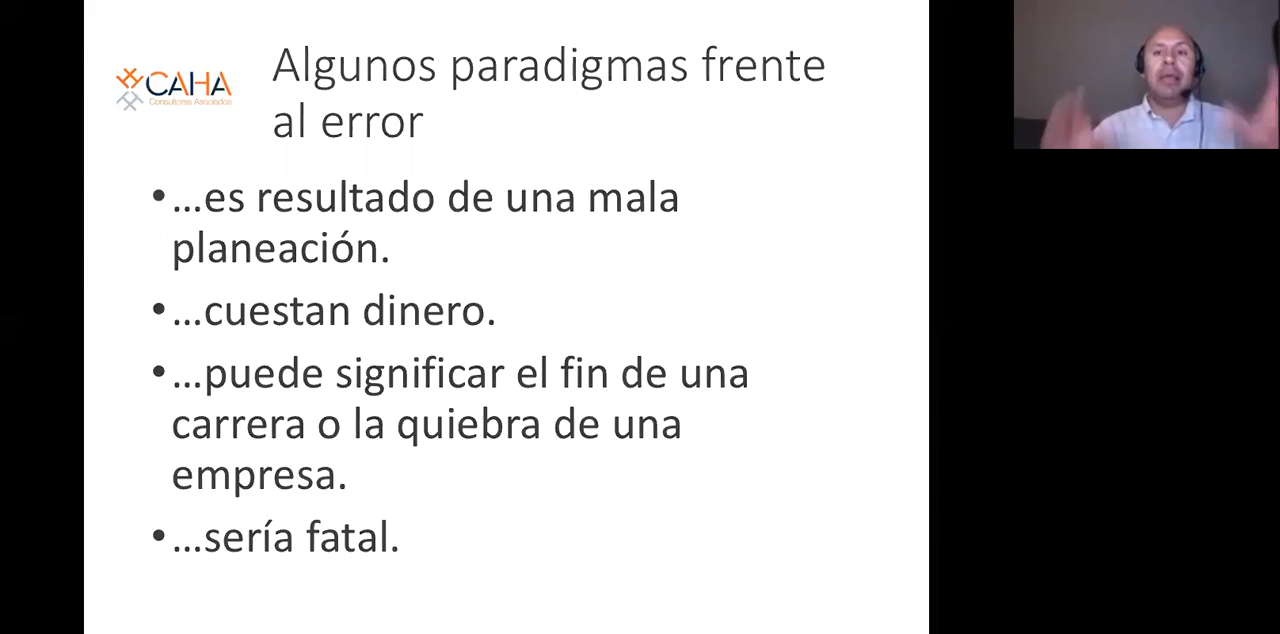 CAHA
Consultores Asociados
Algunos paradigmas frente
al error
•...es resultado de una mala
planeación.
•...cuestan dinero.
•...puede significar el fin de una
carrera o la quiebra de una
empresa.
•...sería fatal.